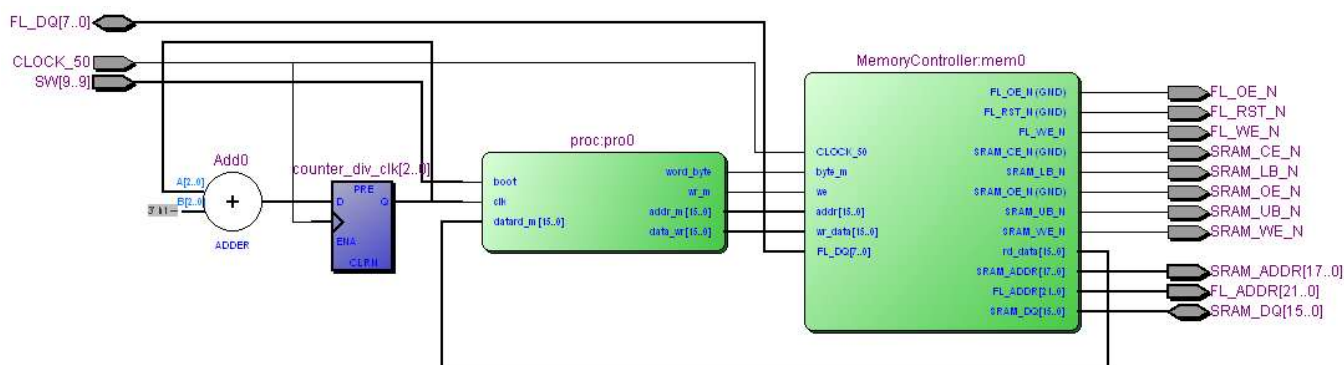 FL_DQ[7..0]
CLOCK_50
SW[9..9]
Add0
A[2..0]
B[2..0]
3' h1 --
+
ADDER
counter_div_clk[2..0]
PRE
D
Q
ENA
CLRN
proc:pro0
boot
clk
datard_m[15..0]
word_byte
wr_m
addr_m[15..0]
data_wr[15..0]
MemoryController:mem0
CLOCK_50
byte_m
we
addr[15..0]
wr_data[15..0]
FL_DQ[7..0]
FL_OE_N (GND)
FL_RST_N (GND)
FL_WE_N
SRAM_CE_N (GND)
SRAM_LB_N
SRAM_OE_N (GND)
SRAM_UB_N
SRAM_WE_N
rd_data[15..0]
SRAM_ADDR[17..0]
FL_ADDR[21..0]
SRAM_DQ[15..0]
FL_OE_N
FL_RST_N
FL_WE_N
SRAM_CE_N
SRAM_LB_N
SRAM_OE_N
SRAM_UB_N
SRAM_WE_N
SRAM_ADDR[17..0]
FL_ADDR[21..0]
SRAM_DQ[15..0]